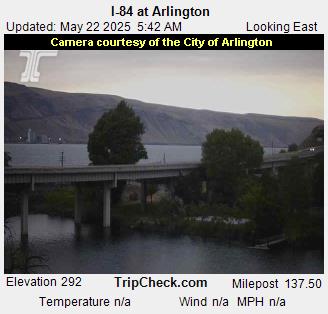 I-84 at Arlington
Updated: May 22 2025 5:42 AM Looking East
Camera courtesy of the City of Arlington
Elevation 292 TripCheck.com Milepost 137.50
Temperature n/a Wind n/a MPH n/a